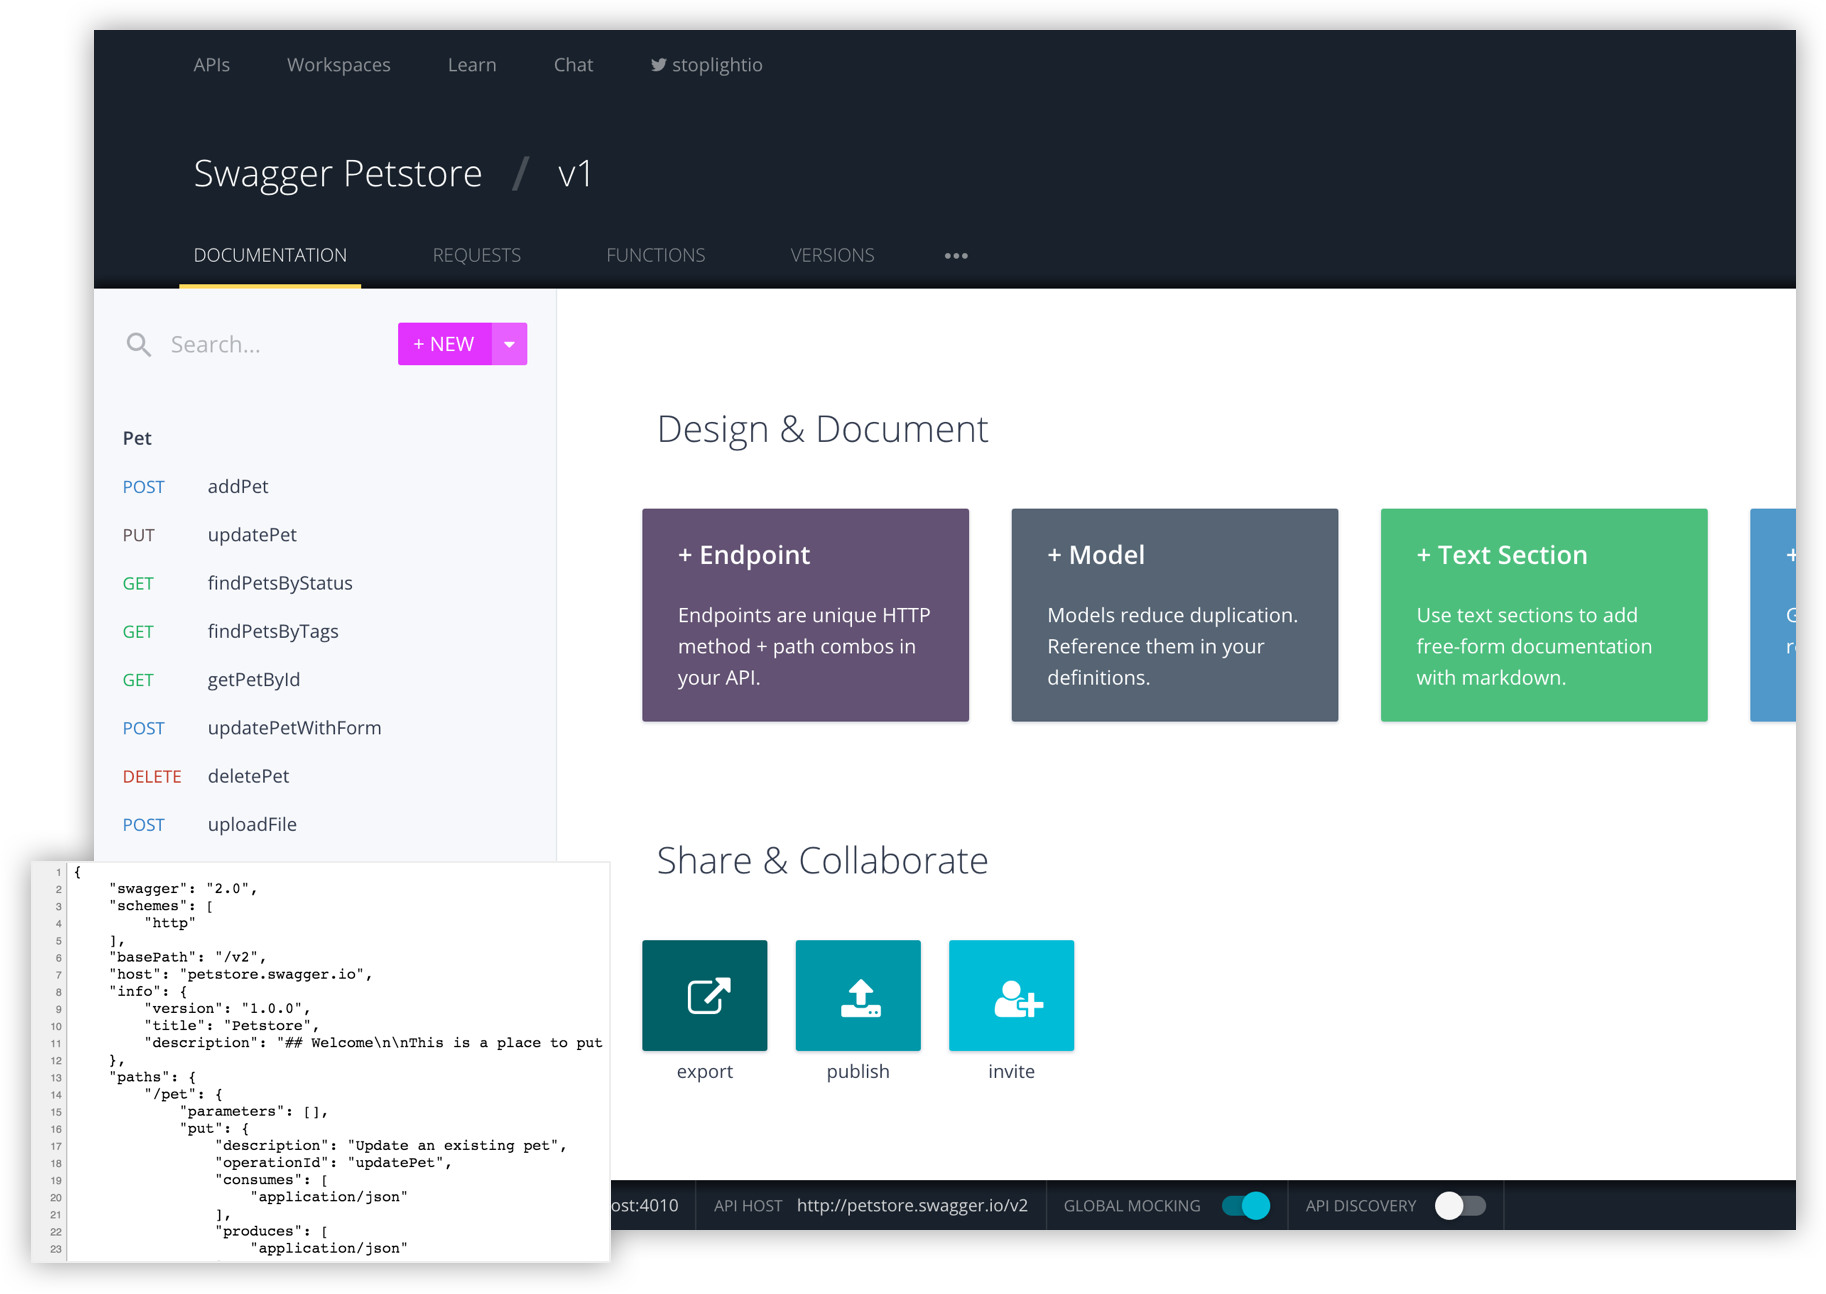 APIs Workspaces Learn Chat stoplightio
Swagger Petstore / v1
DOCUMENTATION REQUESTS FUNCTIONS VERSIONS •••
Search... + NEW
Pet
POST addPet
PUT updatePet
GET findPetsByStatus
GET findPetsByTags
GET getPetById
POST updatePetWithForm
DELETE deletePet
POST uploadFile
Design & Document
+ Endpoint
Endpoints are unique HTTP
method + path combos in
your API.
+ Model
Models reduce duplication.
Reference them in your
definitions.
+ Text Section
Use text sections to add
free-form documentation
with markdown.
+
Share & Collaborate
export publish invite
1 {
2 "swagger": "2.0",
3 "schemes": [
4 "http"
5 ],
6 "basePath": "/v2",
7 "host": "petstore.swagger.io",
8 "info": {
9 "version": "1.0.0",
10 "title": "Petstore",
11 "description": "## Welcome\n\nThis is a place to put
12 },
13 "paths": {
14 "/pet": {
15 "parameters": [],
16 "put": {
17 "description": "Update an existing pet",
18 "operationId": "updatePet",
19 "consumes": [
20 "application/json"
21 ],
22 "produces": [
23 "application/json"
ost:4010 API HOST http://petstore.swagger.io/v2 GLOBAL MOCKING API DISCOVERY